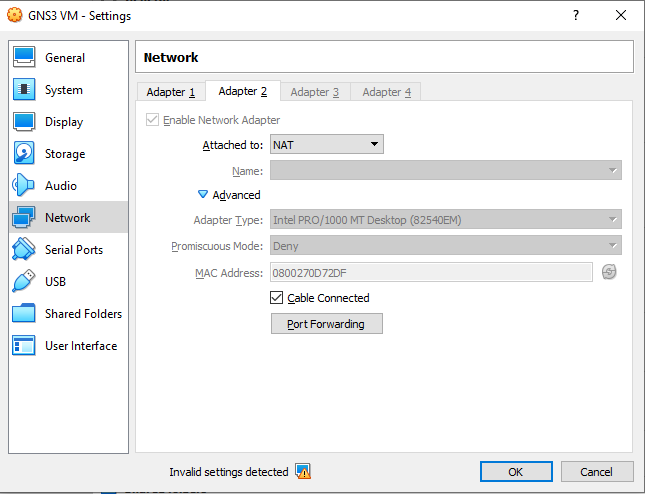 GNS3 VM - Settings
?
General
System
Display
Storage
Audio
Network
Serial Ports
USB
Shared Folders
User Interface
Network
Adapter 1 Adapter 2 Adapter 3 Adapter 4
Enable Network Adapter
Attached to: NAT
Name:
Advanced
Adapter Type: Intel PRO/1000 MT Desktop (82540EM)
Promiscuous Mode: Deny
MAC Address: 0800270D72DF
Cable Connected
Port Forwarding
Invalid settings detected
OK
Cancel